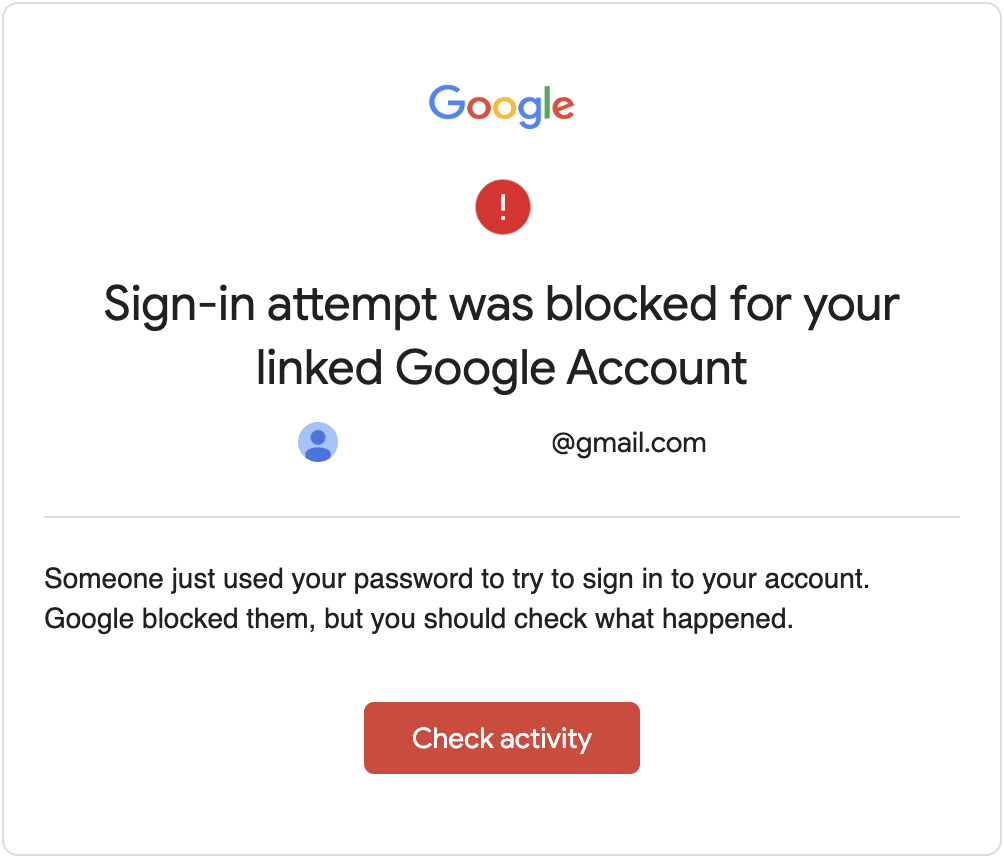 Google
!
Sign-in attempt was blocked for your
linked Google Account
@gmail.com
Someone just used your password to try to sign in to your account.
Google blocked them, but you should check what happened.
Check activity